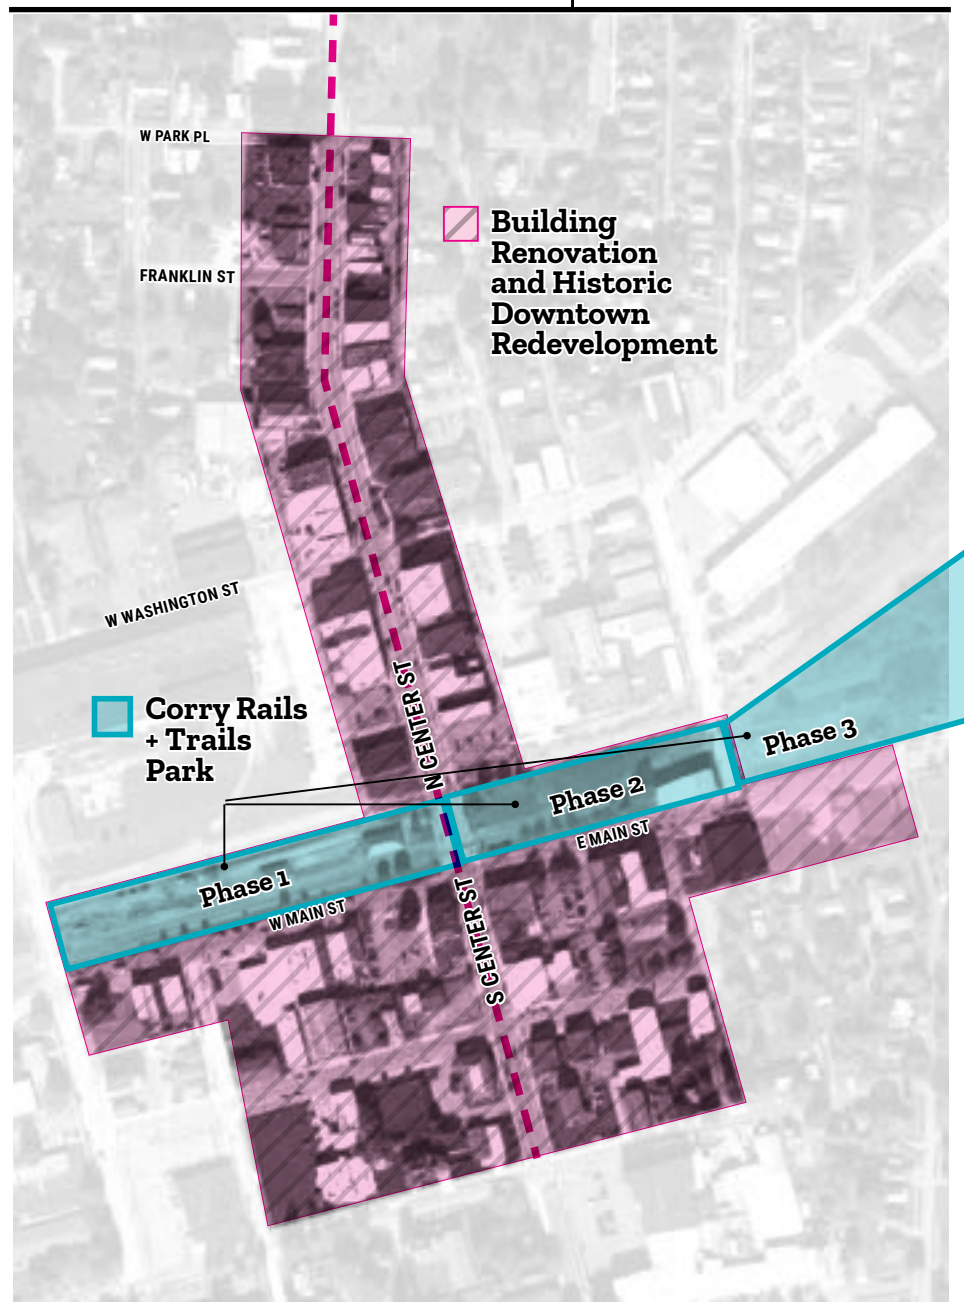 W PARK PL
Building
Renovation
and Historic
Downtown
Redevelopment
FRANKLIN ST
W WASHINGTON ST
N CENTER ST
Corry Rails
+ Trails
Park
Phase 3
Phase 2
E MAIN ST
Phase 1
W MAIN ST
S CENTER ST